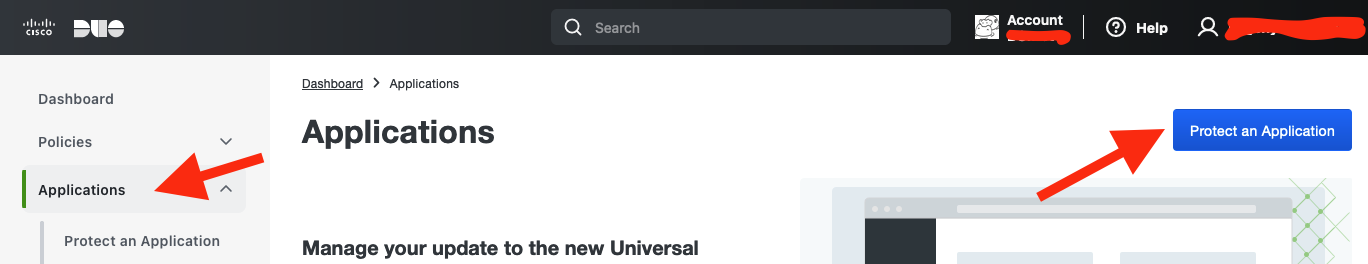 CISCO
DUO
Search
Account
Help
Dashboard
Policies
Applications
Protect an Application
Dashboard > Applications
Applications
Protect an Application
Manage your update to the new Universal